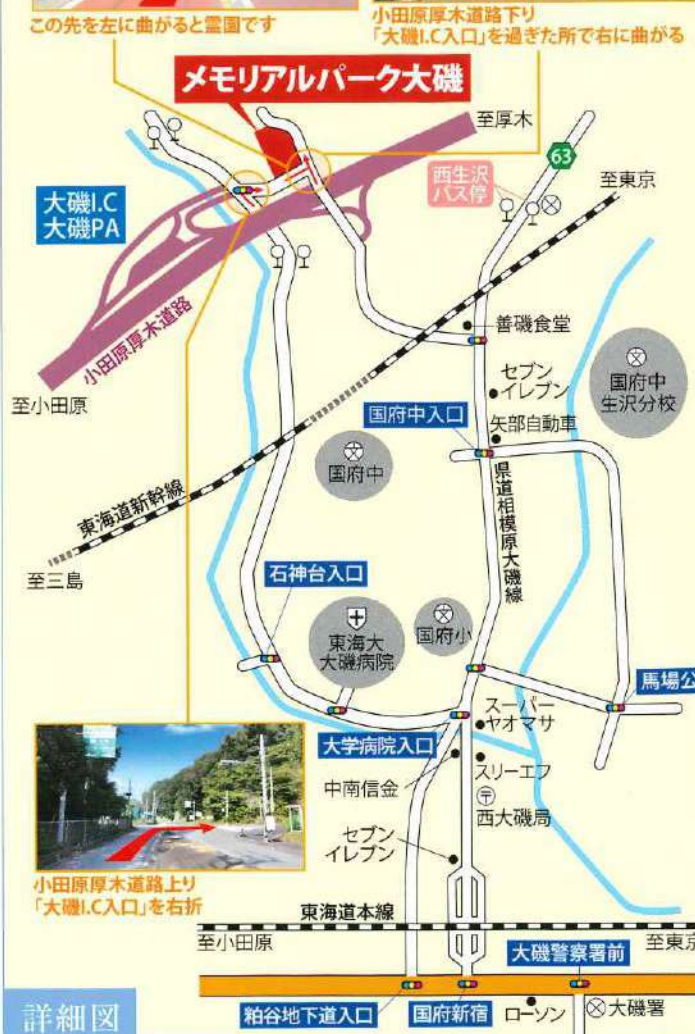 この先を左に曲がると霊園です
小田原厚木道路下り
「大磯I.C入口」を過ぎた所で右に曲がる
メモリアルパーク大磯
至厚木
63
西生沢
バス停
至東京
大磯I.C
大磯PA
小田原厚木道路
善磯食堂
至小田原
セブン
イレブン
国府中
生沢分校
国府中入口
矢部自動車
国府中
県道相模原大磯線
東海道新幹線
至三島
石神台入口
東海大
大磯病院
国府小
馬場公
スーパー
ヤオマサ
大学病院入口
中南信金
スリーエフ
〒
西大磯局
セブン
イレブン
小田原厚木道路上り
「大磯I.C入口」を右折
東海道本線
至小田原
大磯警察署前
至東京
詳細図
粕谷地下道入口
国府新宿
ローソン
大磯署